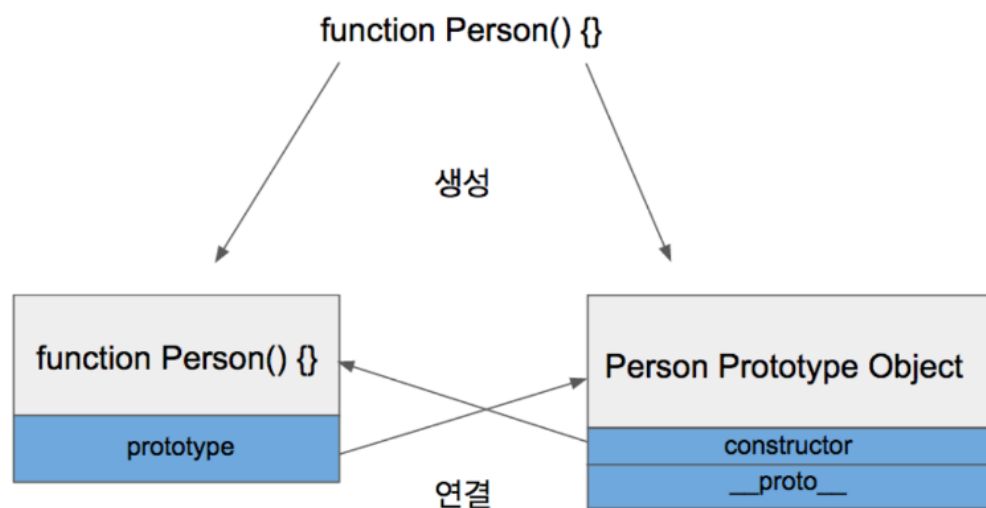 function Person() {}
생성
function Person() {}
Person Prototype Object
prototype
constructor
__proto__
연결